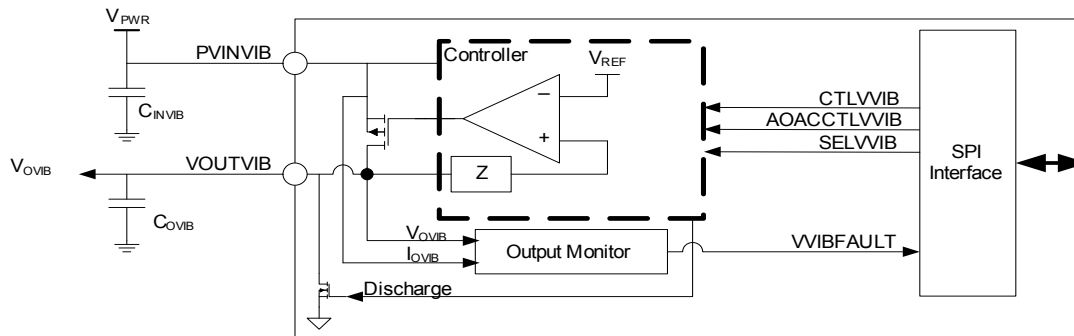 VPWR
PVINVIB
Controller
VREF
CINVIB
−
+
CTLVVIB
AOACCTLVVIB
SELVVIB
SPI
Interface
VOVIB
VOUTVIB
Z
COVIB
VOVIB
IOVIB
Output Monitor
VVIBFAULT
Discharge